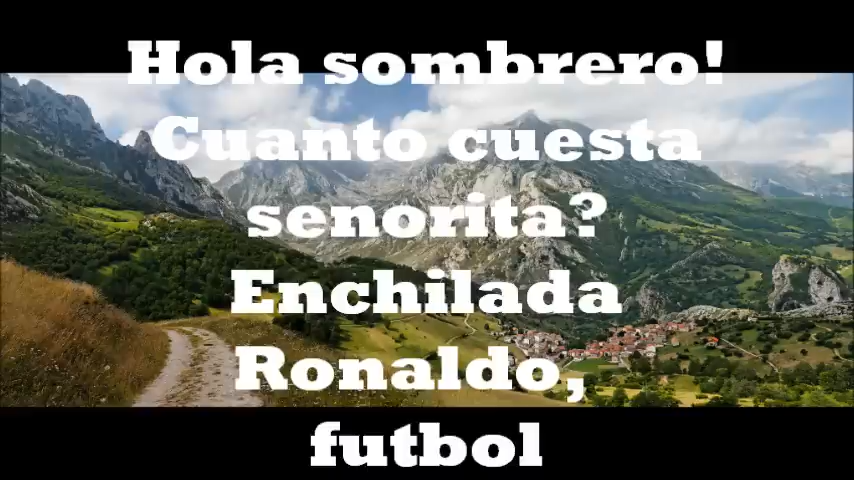 Hola sombrero!
Cuanto cuesta
senorita?
Enchilada
Ronaldo,
futbol